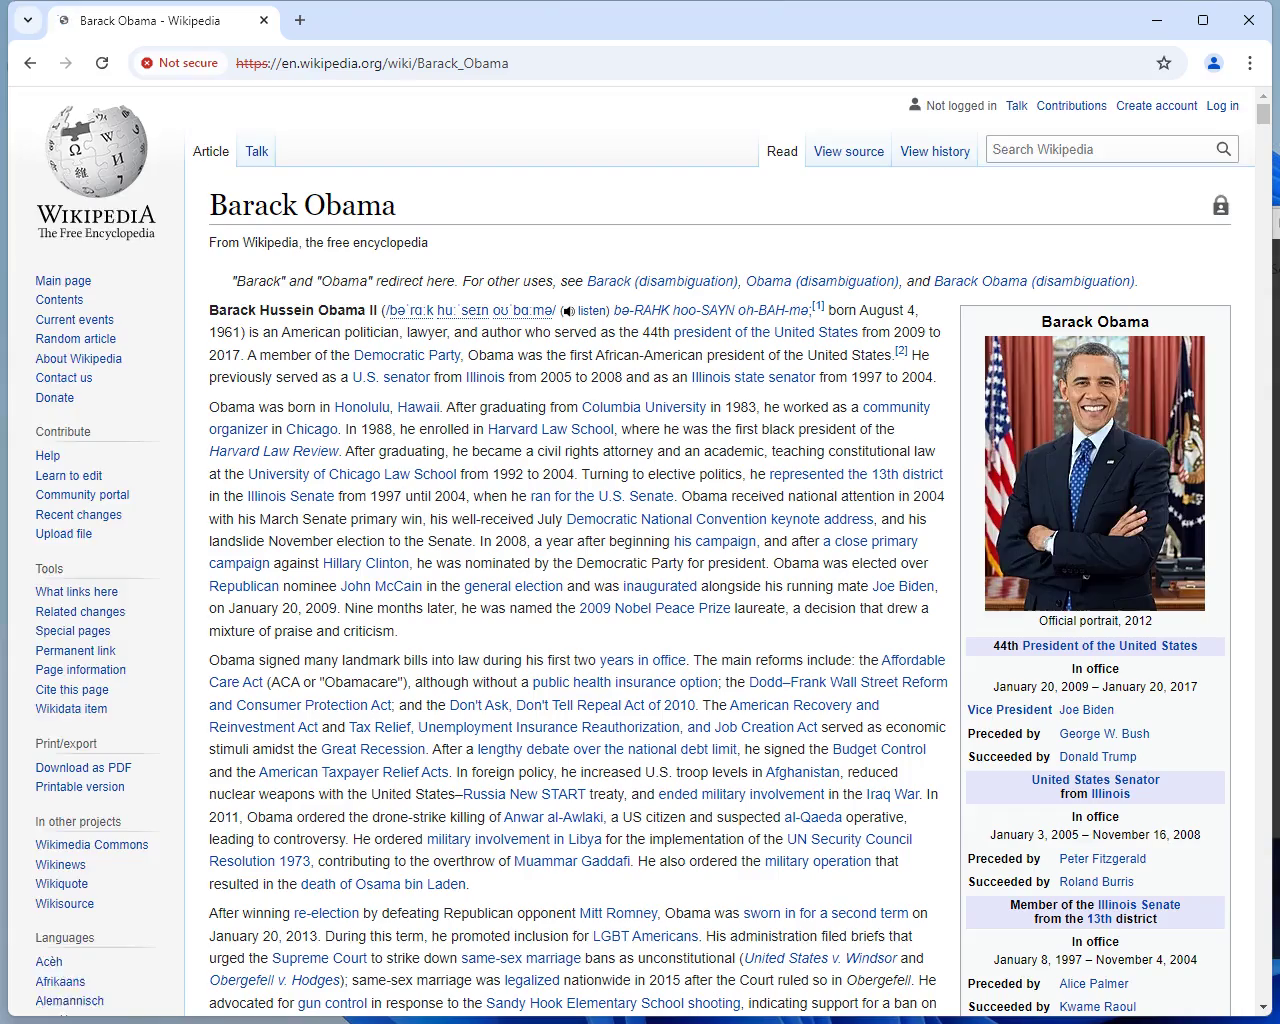 Barack Obama - Wikipedia
Not secure
https://en.wikipedia.org/wiki/Barack_Obama
Not logged in Talk Contributions Create account Log in
Article Talk
Read View source View history Search Wikipedia
WIKIPEDIA
The Free Encyclopedia
Main page
Contents
Current events
Random article
About Wikipedia
Contact us
Donate
Contribute
Help
Learn to edit
Community portal
Recent changes
Upload file
Tools
What links here
Related changes
Special pages
Permanent link
Page information
Cite this page
Wikidata item
Print/export
Download as PDF
Printable version
In other projects
Wikimedia Commons
Wikinews
Wikiquote
Wikisource
Languages
Acèh
Afrikaans
Alemannisch
Barack Obama
From Wikipedia, the free encyclopedia
"Barack" and "Obama" redirect here. For other uses, see Barack (disambiguation), Obama (disambiguation), and Barack Obama (disambiguation).
Barack Hussein Obama II (/bəˈrɑːk huːˈseɪn oʊˈbɑːmə/ (listen) bə-RAHK hoo-SAYN oh-BAH-mə;[1] born August 4,
1961) is an American politician, lawyer, and author who served as the 44th president of the United States from 2009 to
2017. A member of the Democratic Party, Obama was the first African-American president of the United States.[2] He
previously served as a U.S. senator from Illinois from 2005 to 2008 and as an Illinois state senator from 1997 to 2004.
Obama was born in Honolulu, Hawaii. After graduating from Columbia University in 1983, he worked as a community
organizer in Chicago. In 1988, he enrolled in Harvard Law School, where he was the first black president of the
Harvard Law Review. After graduating, he became a civil rights attorney and an academic, teaching constitutional law
at the University of Chicago Law School from 1992 to 2004. Turning to elective politics, he represented the 13th district
in the Illinois Senate from 1997 until 2004, when he ran for the U.S. Senate. Obama received national attention in 2004
with his March Senate primary win, his well-received July Democratic National Convention keynote address, and his
landslide November election to the Senate. In 2008, a year after beginning his campaign, and after a close primary
campaign against Hillary Clinton, he was nominated by the Democratic Party for president. Obama was elected over
Republican nominee John McCain in the general election and was inaugurated alongside his running mate Joe Biden,
on January 20, 2009. Nine months later, he was named the 2009 Nobel Peace Prize laureate, a decision that drew a
mixture of praise and criticism.
Obama signed many landmark bills into law during his first two years in office. The main reforms include: the Affordable
Care Act (ACA or "Obamacare"), although without a public health insurance option; the Dodd–Frank Wall Street Reform
and Consumer Protection Act; and the Don't Ask, Don't Tell Repeal Act of 2010. The American Recovery and
Reinvestment Act and Tax Relief, Unemployment Insurance Reauthorization, and Job Creation Act served as economic
stimuli amidst the Great Recession. After a lengthy debate over the national debt limit, he signed the Budget Control
and the American Taxpayer Relief Acts. In foreign policy, he increased U.S. troop levels in Afghanistan, reduced
nuclear weapons with the United States–Russia New START treaty, and ended military involvement in the Iraq War. In
2011, Obama ordered the drone-strike killing of Anwar al-Awlaki, a US citizen and suspected al-Qaeda operative,
leading to controversy. He ordered military involvement in Libya for the implementation of the UN Security Council
Resolution 1973, contributing to the overthrow of Muammar Gaddafi. He also ordered the military operation that
resulted in the death of Osama bin Laden.
After winning re-election by defeating Republican opponent Mitt Romney, Obama was sworn in for a second term on
January 20, 2013. During this term, he promoted inclusion for LGBT Americans. His administration filed briefs that
urged the Supreme Court to strike down same-sex marriage bans as unconstitutional (United States v. Windsor and
Obergefell v. Hodges); same-sex marriage was legalized nationwide in 2015 after the Court ruled so in Obergefell. He
advocated for gun control in response to the Sandy Hook Elementary School shooting, indicating support for a ban on
Barack Obama
Official portrait, 2012
44th President of the United States
In office
January 20, 2009 – January 20, 2017
Vice President Joe Biden
Preceded by George W. Bush
Succeeded by Donald Trump
United States Senator
from Illinois
In office
January 3, 2005 – November 16, 2008
Preceded by Peter Fitzgerald
Succeeded by Roland Burris
Member of the Illinois Senate
from the 13th district
In office
January 8, 1997 – November 4, 2004
Preceded by Alice Palmer
Succeeded by Kwame Raoul